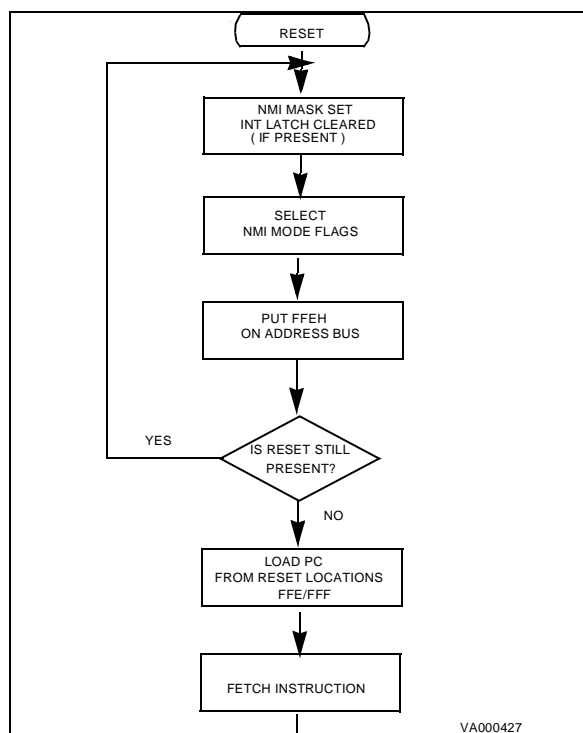 RESET
NMI MASK SET
INT LATCH CLEARED
( IF PRESENT )
SELECT
NMI MODE FLAGS
PUT FFEH
ON ADDRESS BUS
YES
IS RESET STILL
PRESENT?
NO
LOAD PC
FROM RESET LOCATIONS
FFE/FFF
FETCH INSTRUCTION
VA000427